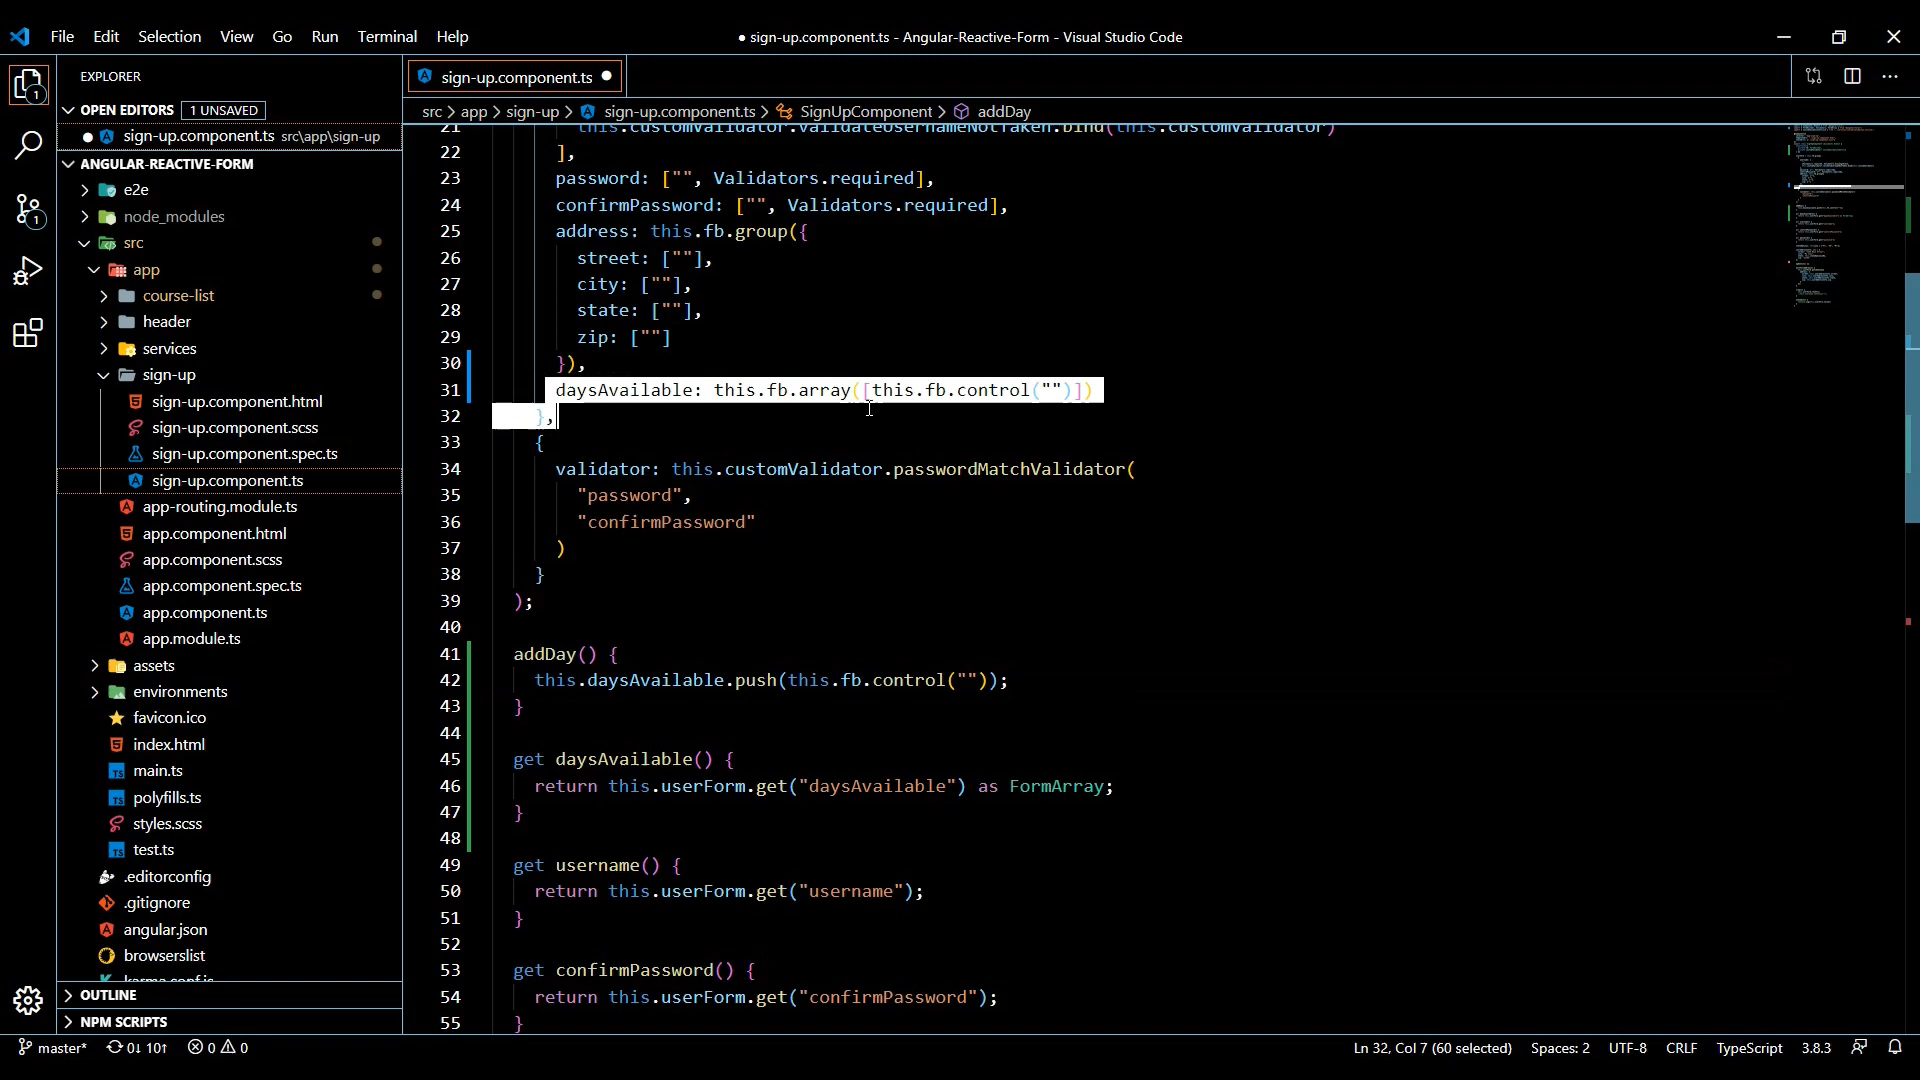 File Edit Selection View Go Run Terminal Help
● sign-up.component.ts - Angular-Reactive-Form - Visual Studio Code
EXPLORER
OPEN EDITORS 1 UNSAVED
sign-up.component.ts src\app\sign-up
ANGULAR-REACTIVE-FORM
e2e
node_modules
src
app
course-list
header
services
sign-up
sign-up.component.html
sign-up.component.scss
sign-up.component.spec.ts
sign-up.component.ts
app-routing.module.ts
app.component.html
app.component.scss
app.component.spec.ts
app.component.ts
app.module.ts
assets
environments
favicon.ico
index.html
main.ts
polyfills.ts
styles.scss
test.ts
.editorconfig
.gitignore
angular.json
browserslist
karma.conf.js
OUTLINE
NPM SCRIPTS
1
1
sign-up.component.ts
src > app > sign-up > sign-up.component.ts > SignUpComponent > addDay
21 this.customValidator.validateUsernameNotTaken.bind(this.customValidator)
22 ],
23 password: ["", Validators.required],
24 confirmPassword: ["", Validators.required],
25 address: this.fb.group({
26 street: [""],
27 city: [""],
28 state: [""],
29 zip: [""]
30 }),
31 daysAvailable: this.fb.array([this.fb.control("")])
32 },
33 {
34 validator: this.customValidator.passwordMatchValidator(
35 "password",
36 "confirmPassword"
37 )
38 }
39 );
40
41 addDay() {
42 this.daysAvailable.push(this.fb.control(""));
43 }
44
45 get daysAvailable() {
46 return this.userForm.get("daysAvailable") as FormArray;
47 }
48
49 get username() {
50 return this.userForm.get("username");
51 }
52
53 get confirmPassword() {
54 return this.userForm.get("confirmPassword");
55 }
master* 0↓ 10↑ 0 0
Ln 32, Col 7 (60 selected) Spaces: 2 UTF-8 CRLF TypeScript 3.8.3